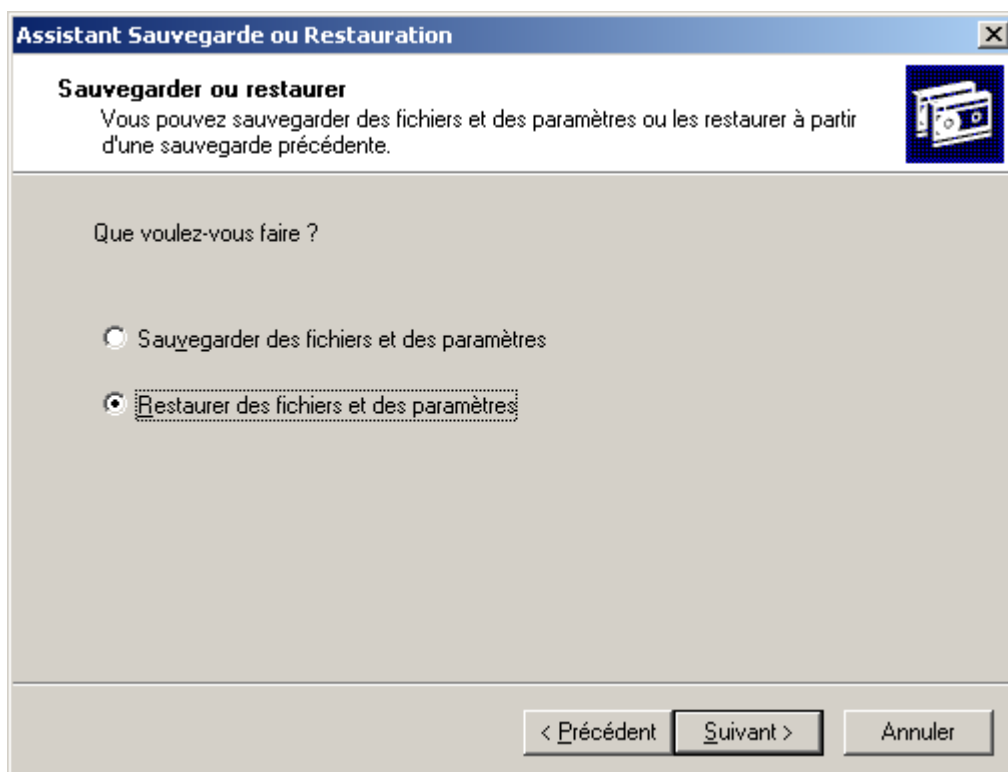 Assistant Sauvegarde ou Restauration
Sauvegarder ou restaurer
Vous pouvez sauvegarder des fichiers et des paramètres ou les restaurer à partir
d'une sauvegarde précédente.
Que voulez-vous faire ?
Sauvegarder des fichiers et des paramètres
Restaurer des fichiers et des paramètres
< Précédent
Suivant >
Annuler